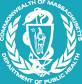 COMMONWEALTH OF MASSACHUSETTS
DEPARTMENT OF PUBLIC HEALTH